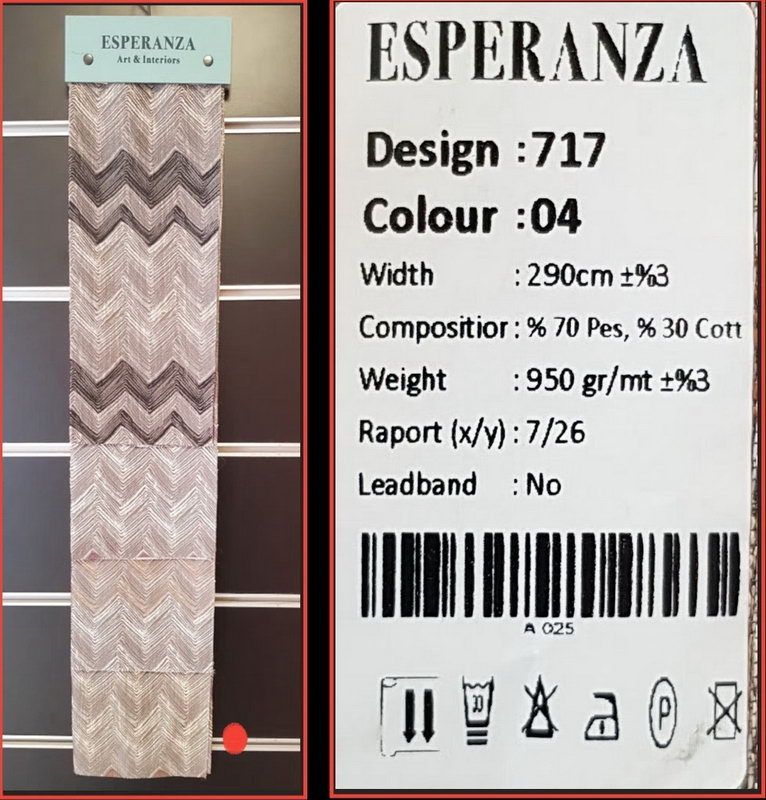 ESPERANZA
Art & Interiors
ESPERANZA
Design :717
Colour :04
Width : 290cm ±%3
Compositior : % 70 Pes, % 30 Cott
Weight : 950 gr/mt ±%3
Raport (x/y) : 7/26
Leadband : No
A 025
P